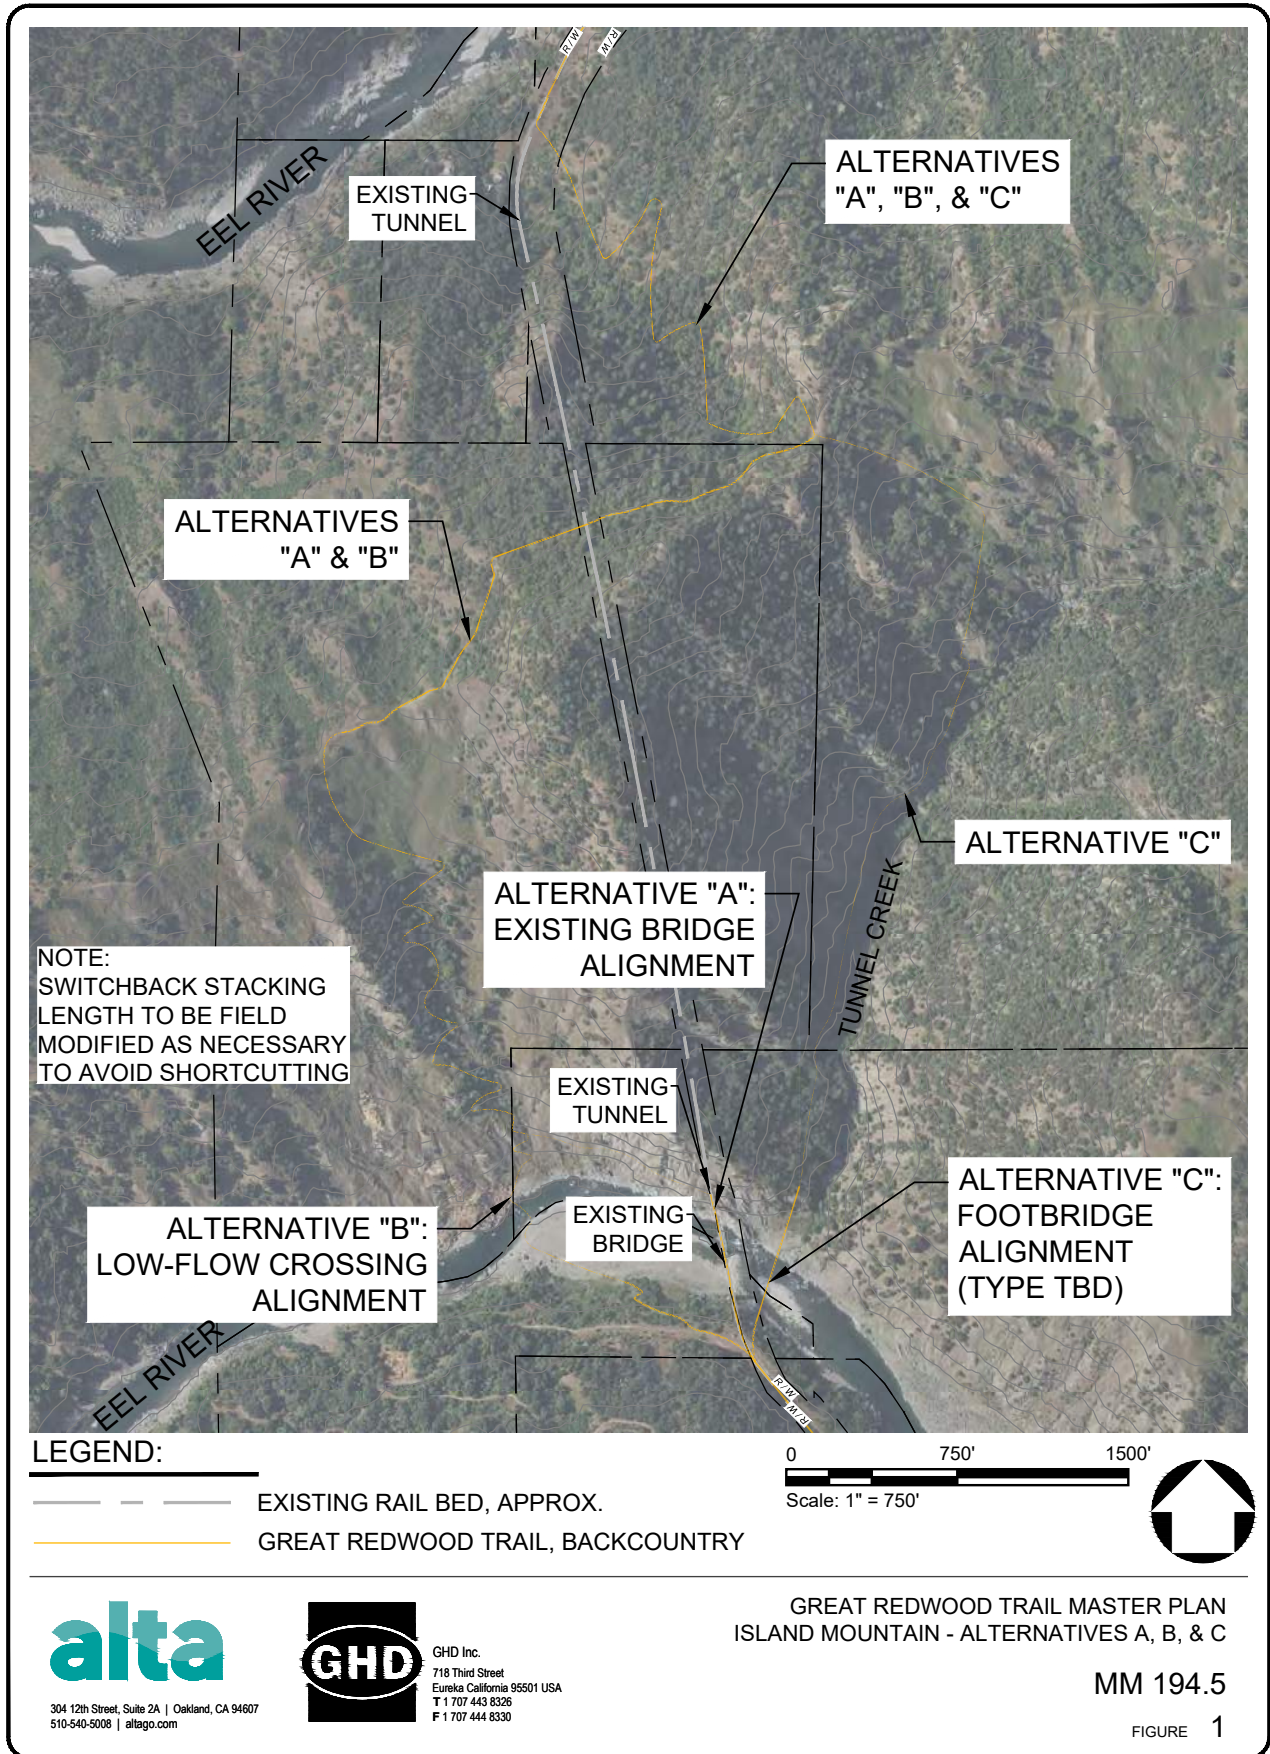 R/W
R/W
ALTERNATIVES
"A", "B", & "C"
EXISTING
TUNNEL
EEL RIVER
ALTERNATIVES
"A" & "B"
ALTERNATIVE "C"
ALTERNATIVE "A":
EXISTING BRIDGE
ALIGNMENT
TUNNEL CREEK
NOTE:
SWITCHBACK STACKING
LENGTH TO BE FIELD
MODIFIED AS NECESSARY
TO AVOID SHORTCUTTING
EXISTING
TUNNEL
ALTERNATIVE "C":
FOOTBRIDGE
ALIGNMENT
(TYPE TBD)
EXISTING
BRIDGE
ALTERNATIVE "B":
LOW-FLOW CROSSING
ALIGNMENT
EEL RIVER
R/W
R/W
LEGEND:
EXISTING RAIL BED, APPROX.
GREAT REDWOOD TRAIL, BACKCOUNTRY
0 750' 1500'
Scale: 1" = 750'
alta
304 12th Street, Suite 2A | Oakland, CA 94607
510-540-5008 | altago.com
GHD
GHD Inc.
718 Third Street
Eureka California 95501 USA
T 1 707 443 8326
F 1 707 444 8330
GREAT REDWOOD TRAIL MASTER PLAN
ISLAND MOUNTAIN - ALTERNATIVES A, B, & C
MM 194.5
FIGURE 1